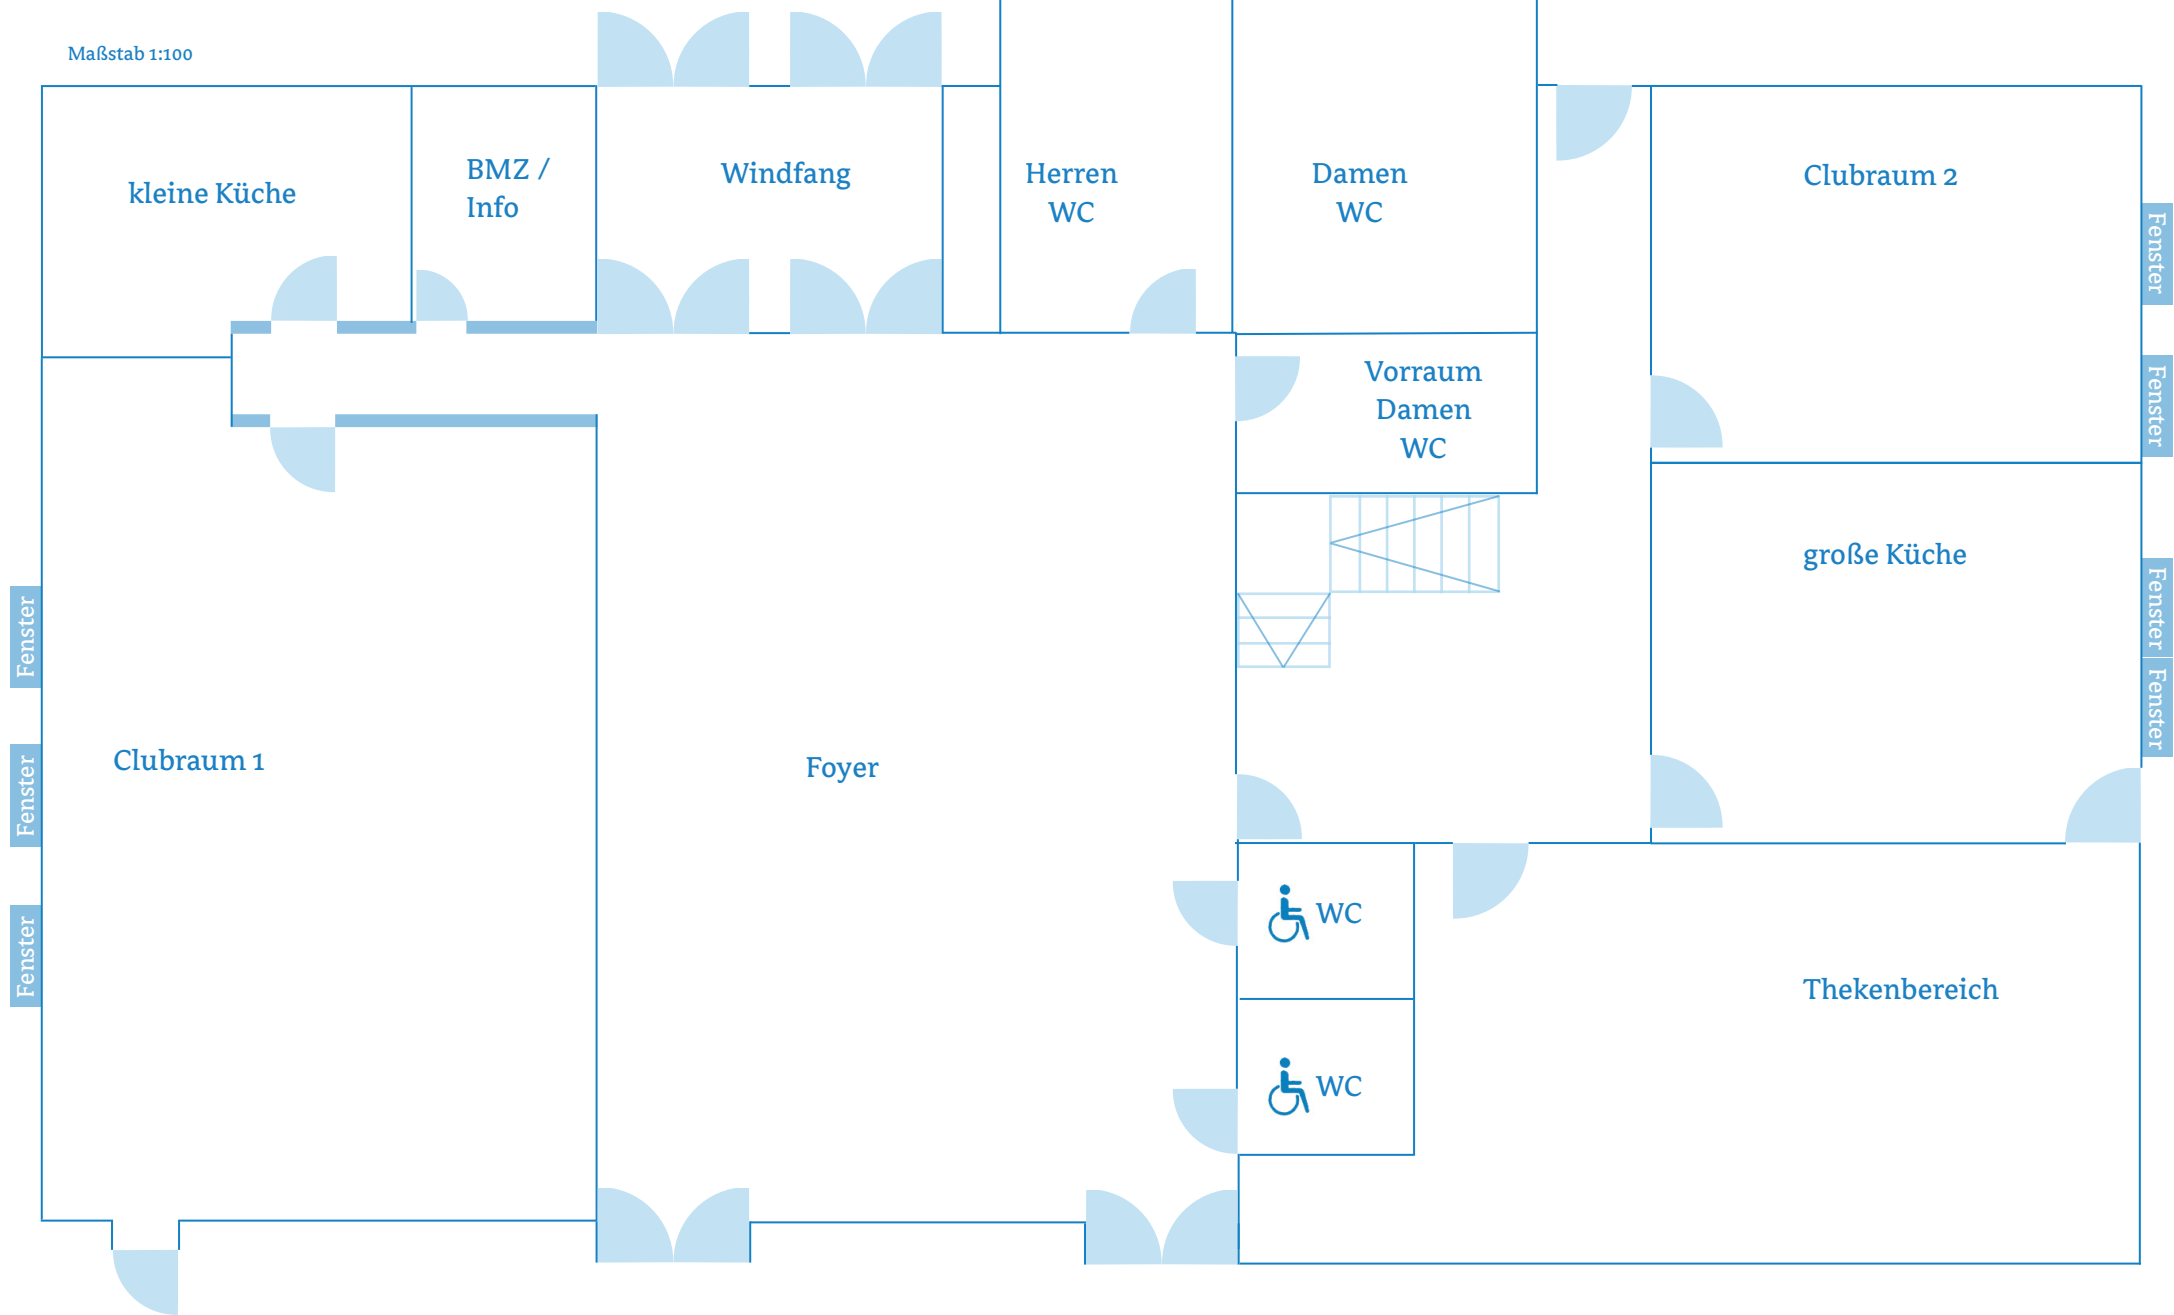 Maßstab 1:100
kleine Küche
BMZ /
Info
Windfang
Herren
WC
Damen
WC
Clubraum 2
Fenster
Fenster
Vorraum
Damen
WC
große Küche
Fenster
Fenster
Fenster
Fenster
Fenster
Clubraum 1
Foyer
WC
WC
Thekenbereich